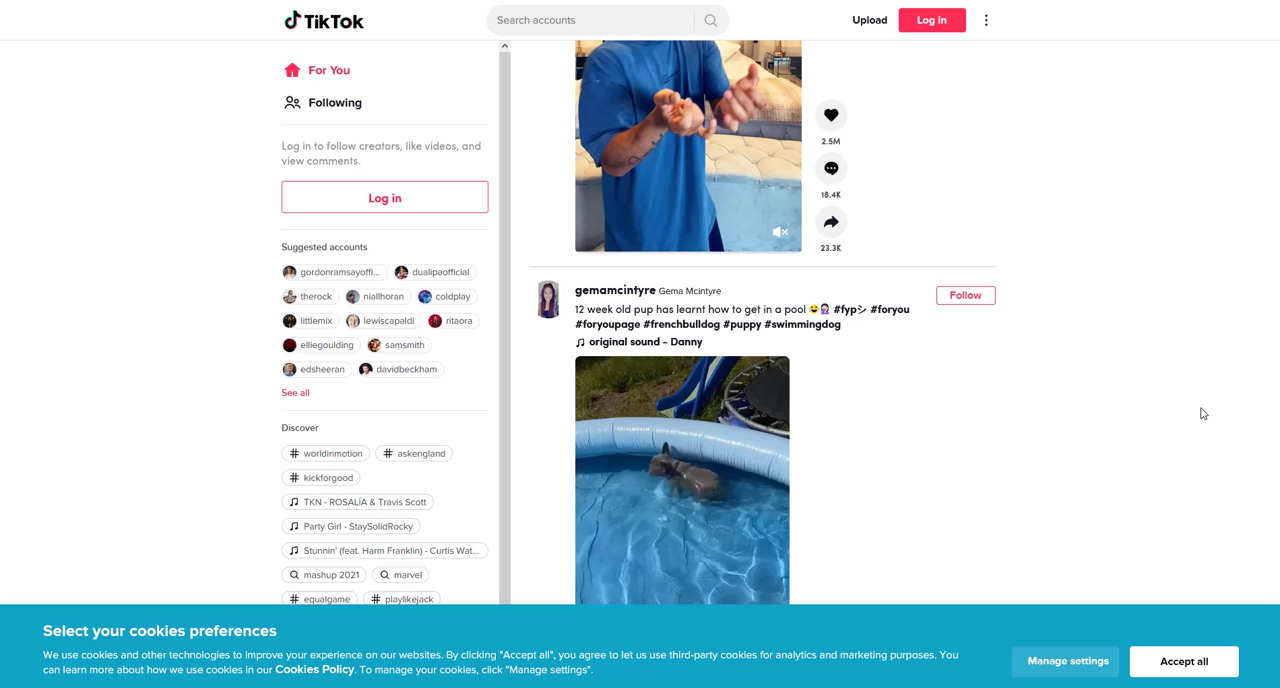 TikTok
Search accounts
Upload
Log in
For You
Following
Log in to follow creators, like videos, and
view comments.
Log in
Suggested accounts
gordonramsayoffi...
dualipaofficial
therock
niallhoran
coldplay
littlemix
lewiscapaldi
ritaora
elliegoulding
samsmith
edsheeran
davidbeckham
See all
Discover
# worldinmotion
# askengland
# kickforgood
TKN - ROSALÍA & Travis Scott
Party Girl - StaySolidRocky
Stunnin' (feat. Harm Franklin) - Curtis Wat...
mashup 2021
marvel
# equalgame
# playlikejack
2.5M
18.4K
23.3K
gemamcintyre Gema Mcintyre
Follow
12 week old pup has learnt how to get in a pool 😂🤦🏻‍♀️ #fypシ #foryou
#foryoupage #frenchbulldog #puppy #swimmingdog
♫ original sound - Danny
Select your cookies preferences
We use cookies and other technologies to improve your experience on our websites. By clicking "Accept all", you agree to let us use third-party cookies for analytics and marketing purposes. You
can learn more about how we use cookies in our Cookies Policy. To manage your cookies, click "Manage settings".
Manage settings
Accept all